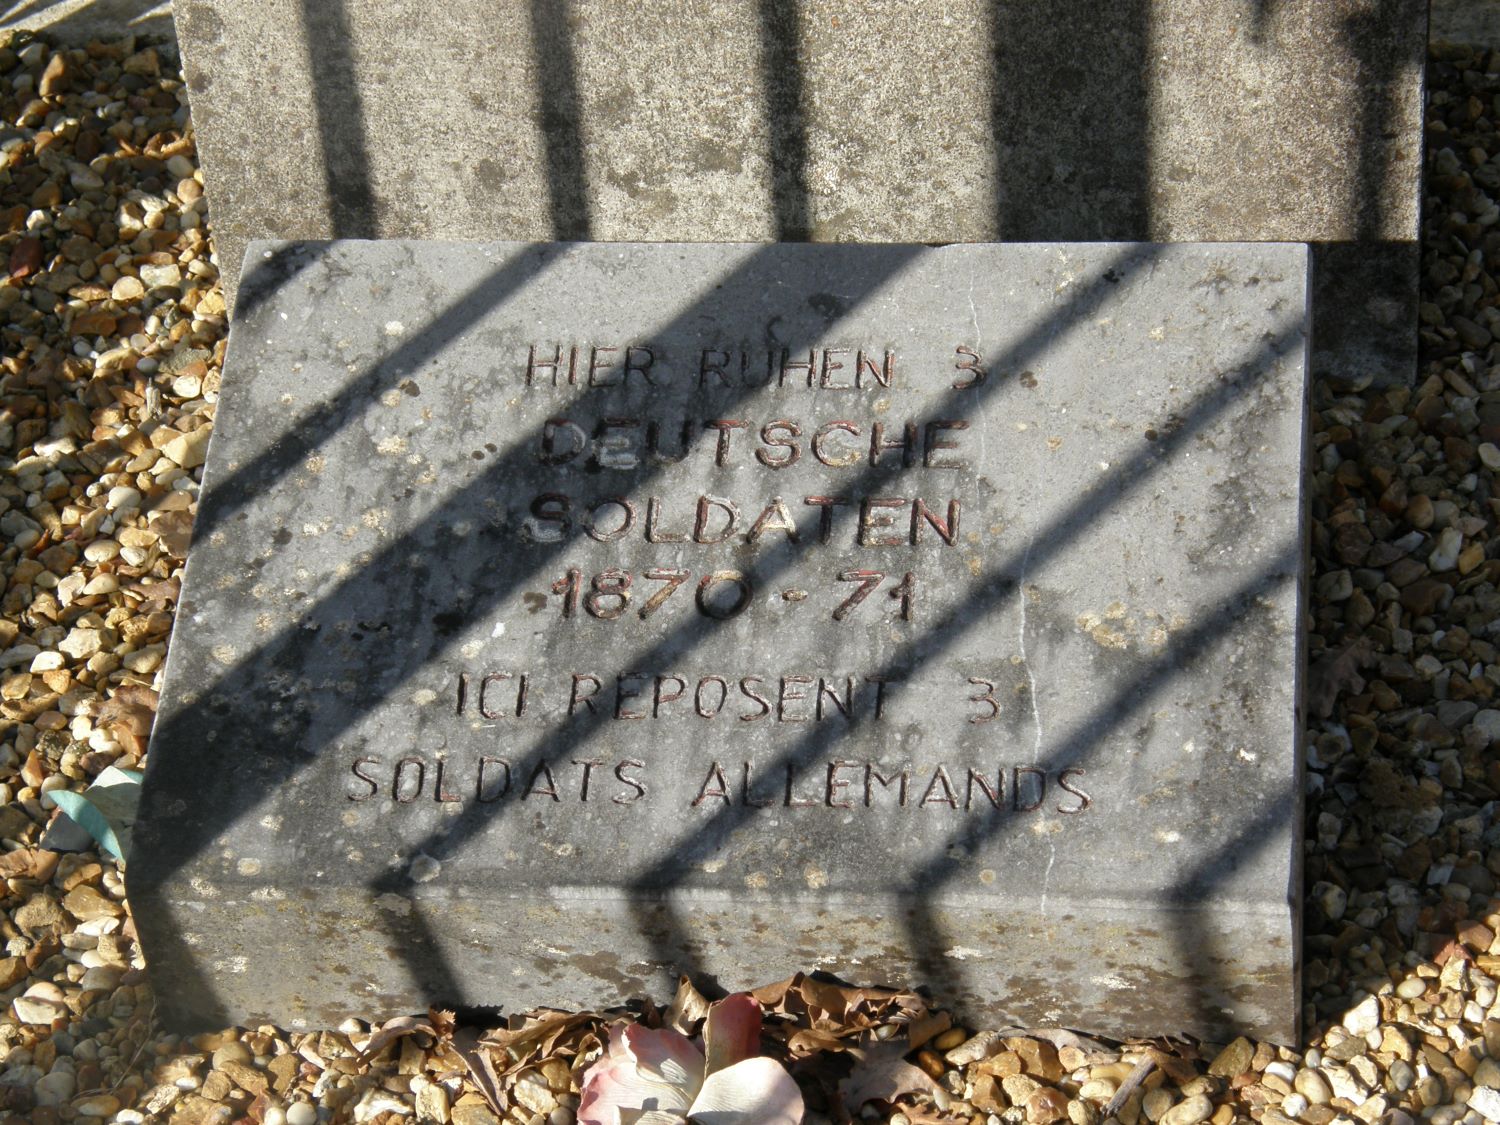 HIER RUHEN 3
DEUTSCHE
SOLDATEN
1870-71
ICI REPOSENT 3
SOLDATS ALLEMANDS